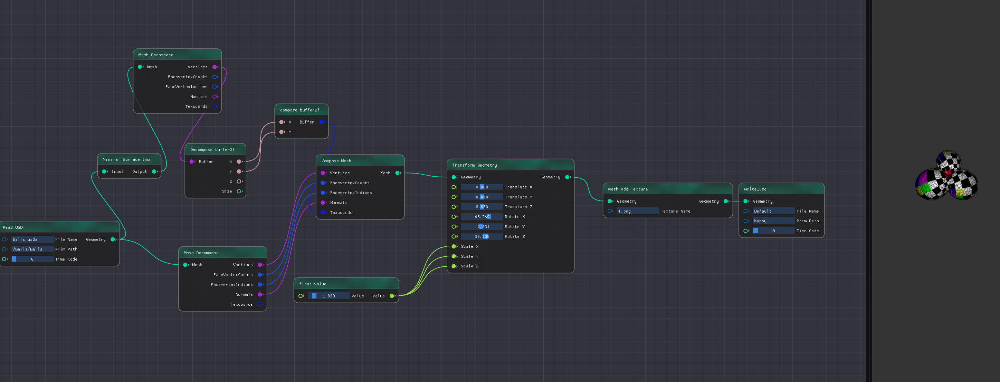 Mesh Decompose
Mesh Vertices
FaceVertexCounts
FaceVertexIndices
Normals
Texcoords
compose buffer2f
X Buffer
Y
Decompose buffer3f
Buffer X
Y
Z
Size
Minimal Surface Impl
Input Output
Read USD
balls.usda File Name Geometry
/Balls/Balls Prim Path
0 Time Code
Mesh Decompose
Mesh Vertices
FaceVertexCounts
FaceVertexIndices
Normals
Texcoords
Compose Mesh
Vertices Mesh
FaceVertexCounts
FaceVertexIndices
Normals
Texcoords
float value
1.000 value value
Transform Geometry
Geometry Geometry
0.000 Translate X
0.000 Translate Y
0.000 Translate Z
65.769 Rotate X
-9.231 Rotate Y
32.308 Rotate Z
Scale X
Scale Y
Scale Z
Mesh Add Texture
Geometry Geometry
1.png Texture Name
write_usd
Geometry
Default File Name
bunny Prim Path
0 Time Code